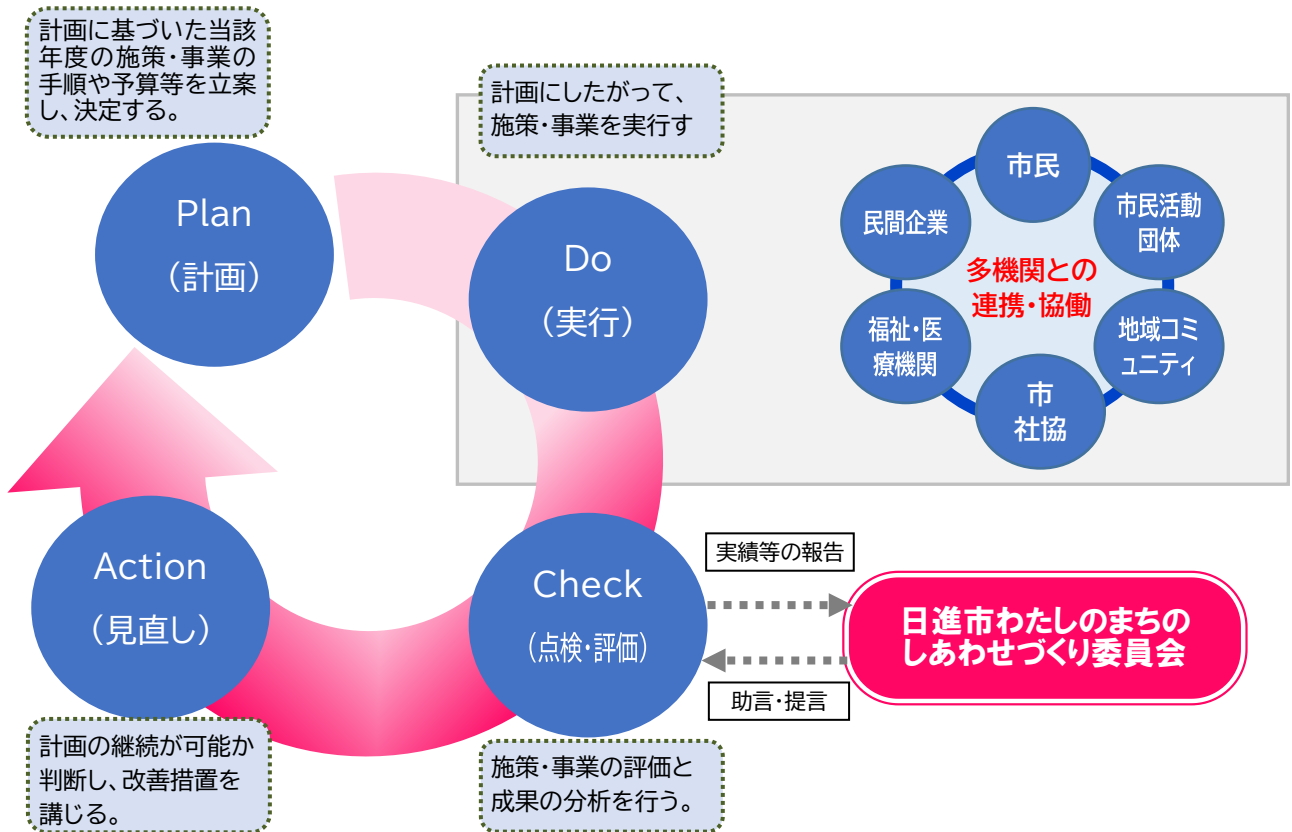 計画に基づいた当該
年度の施策・事業の
手順や予算等を立案
し、決定する。
計画にしたがって、
施策・事業を実行す
Plan
（計画）
Do
（実行）
市民
民間企業
市民活動
団体
多機関との
連携・協働
福祉・医
療機関
地域コミ
ュニティ
市
社協
Action
（見直し）
Check
（点検・評価）
実績等の報告
日進市わたしのまちの
しあわせづくり委員会
助言・提言
計画の継続が可能か
判断し、改善措置を
講じる。
施策・事業の評価と
成果の分析を行う。